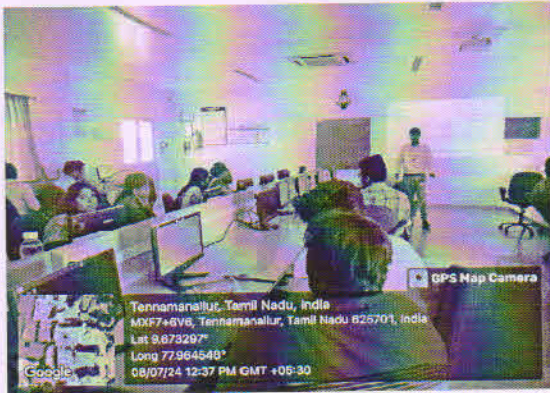 GPS Map Camera
Tennamanallur, Tamil Nadu, India
MXF7+6V6, Tennamanallur, Tamil Nadu 625701, India
Lat 9.673297°
Long 77.964548°
08/07/24 12:37 PM GMT +05:30
Google